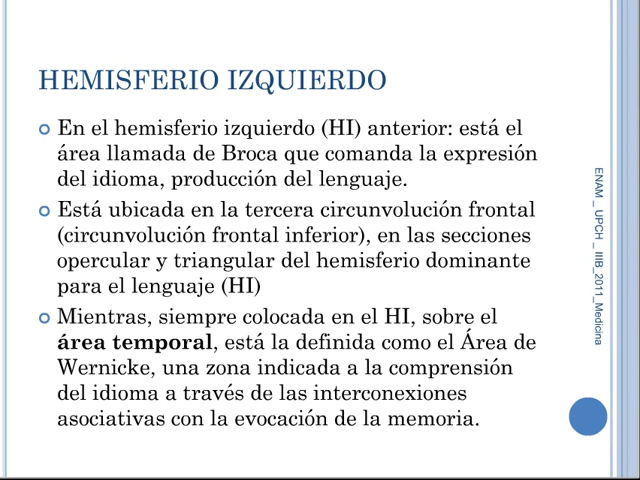 HEMISFERIO IZQUIERDO
En el hemisferio izquierdo (HI) anterior: está el
área llamada de Broca que comanda la expresión
del idioma, producción del lenguaje.
Está ubicada en la tercera circunvolución frontal
(circunvolución frontal inferior), en las secciones
opercular y triangular del hemisferio dominante
para el lenguaje (HI)
Mientras, siempre colocada en el HI, sobre el
área temporal, está la definida como el Área de
Wernicke, una zona indicada a la comprensión
del idioma a través de las interconexiones
asociativas con la evocación de la memoria.
ENAM _ UPCH _ IIIB_2011_Medicina